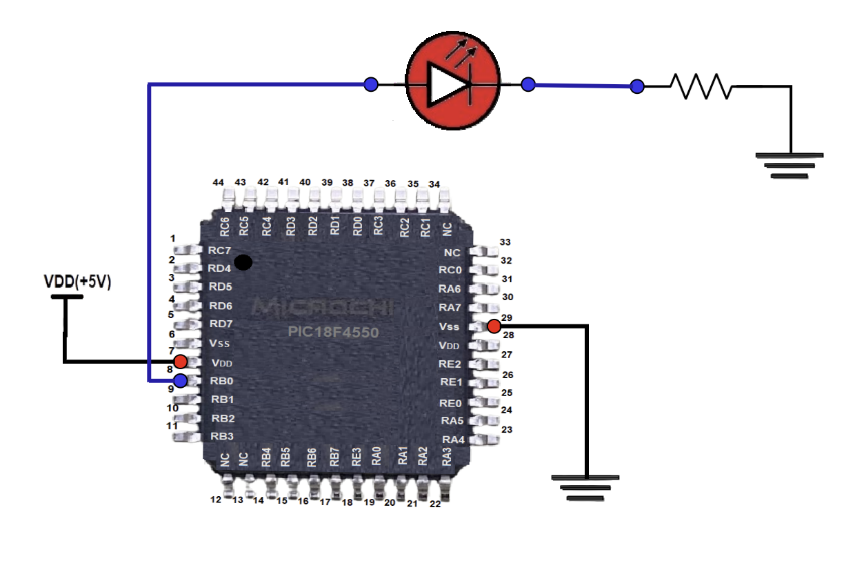 44 43 42 41 40 39 38 37 36 35 34
RC6 RC5 RC4 RD3 RD2 RD1 RD0 RC3 RC2 RC1 NC
VDD(+5V)
MICROCHI
PIC18F4550
1 RC7
2 RD4
3 RD5
4 RD6
5 RD7
6 Vss
7 VDD
8 RB0
9 RB1
10 RB2
11 RB3
NC 33
RC0 32
RA6 31
RA7 30
Vss 29
VDD 28
RE2 27
RE1 26
RE0 25
RA5 24
RA4 23
NC NC RB4 RB5 RB6 RB7 RE3 RA0 RA1 RA2 RA3
12 13 14 15 16 17 18 19 20 21 22